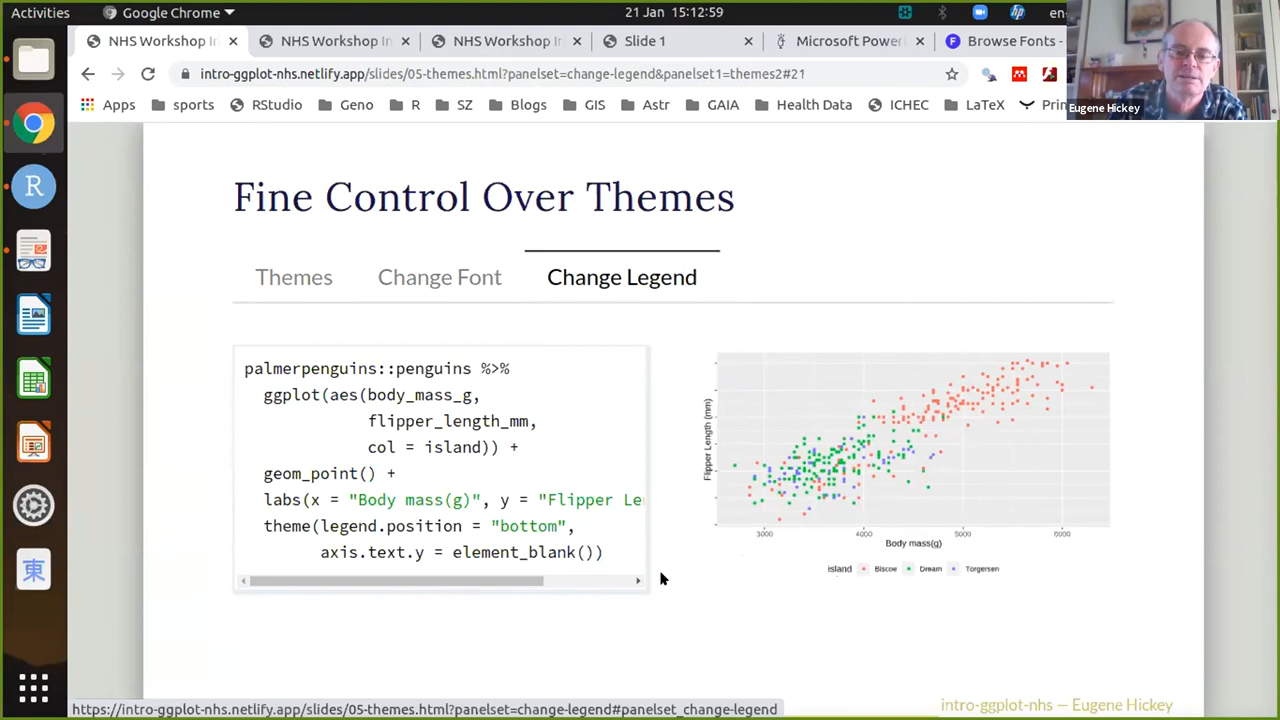 Activities
Google Chrome
21 Jan 15:12:59
en
NHS Workshop In
NHS Workshop In
NHS Workshop In
Slide 1
Microsoft Powerp
Browse Fonts -
intro-ggplot-nhs.netlify.app/slides/05-themes.html?panelset=change-legend&panelset1=themes2#21
Apps
sports
RStudio
Geno
R
SZ
Blogs
GIS
Astr
GAIA
Health Data
ICHEC
LaTeX
Eugene Hickey
Fine Control Over Themes
Themes
Change Font
Change Legend
palmerpenguins::penguins %>%
ggplot(aes(body_mass_g,
flipper_length_mm,
col = island)) +
geom_point() +
labs(x = "Body mass(g)", y = "Flipper Le
theme(legend.position = "bottom",
axis.text.y = element_blank())
Flipper Length (mm)
3000 4000 5000 6000
Body mass(g)
island Biscoe Dream Torgersen
intro-ggplot-nhs — Eugene Hickey
https://intro-ggplot-nhs.netlify.app/slides/05-themes.html?panelset=change-legend#panelset_change-legend